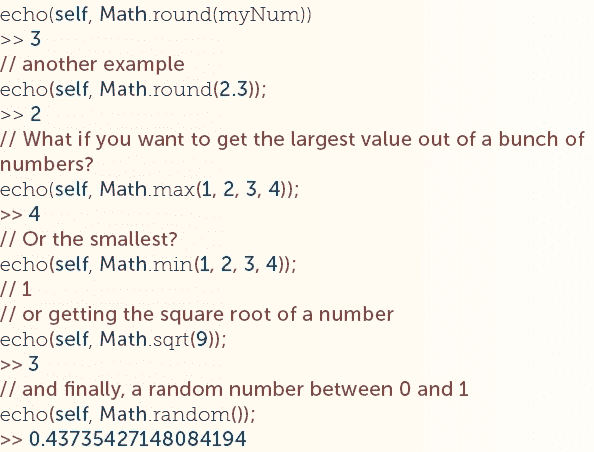 echo(self, Math.round(myNum))
>> 3
// another example
echo(self, Math.round(2.3));
>> 2
// What if you want to get the largest value out of a bunch of
numbers?
echo(self, Math.max(1, 2, 3, 4));
>> 4
// Or the smallest?
echo(self, Math.min(1, 2, 3, 4));
// 1
// or getting the square root of a number
echo(self, Math.sqrt(9));
>> 3
// and finally, a random number between 0 and 1
echo(self, Math.random());
>> 0.43735427148084194